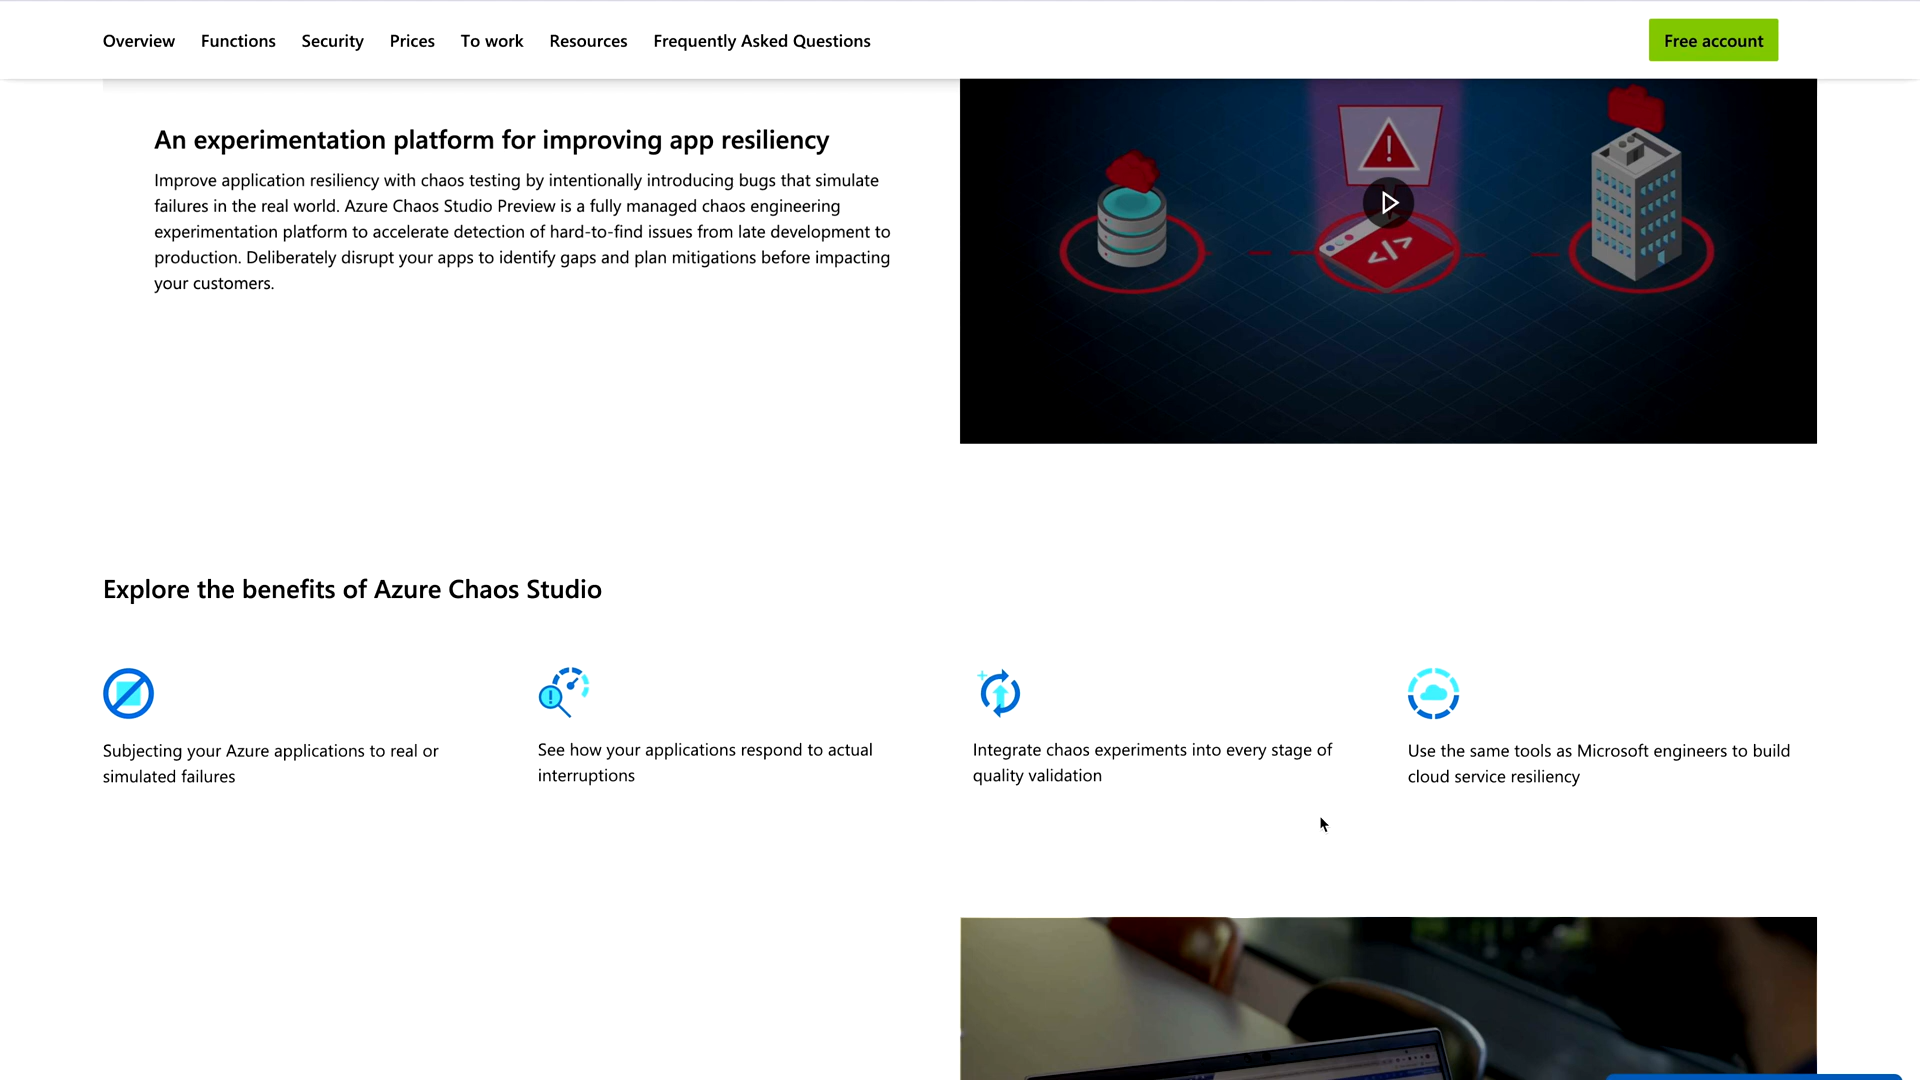 Overview Functions Security Prices To work Resources Frequently Asked Questions Free account
An experimentation platform for improving app resiliency
Improve application resiliency with chaos testing by intentionally introducing bugs that simulate
failures in the real world. Azure Chaos Studio Preview is a fully managed chaos engineering
experimentation platform to accelerate detection of hard-to-find issues from late development to
production. Deliberately disrupt your apps to identify gaps and plan mitigations before impacting
your customers.
Explore the benefits of Azure Chaos Studio
Subjecting your Azure applications to real or
simulated failures
See how your applications respond to actual
interruptions
Integrate chaos experiments into every stage of
quality validation
Use the same tools as Microsoft engineers to build
cloud service resiliency